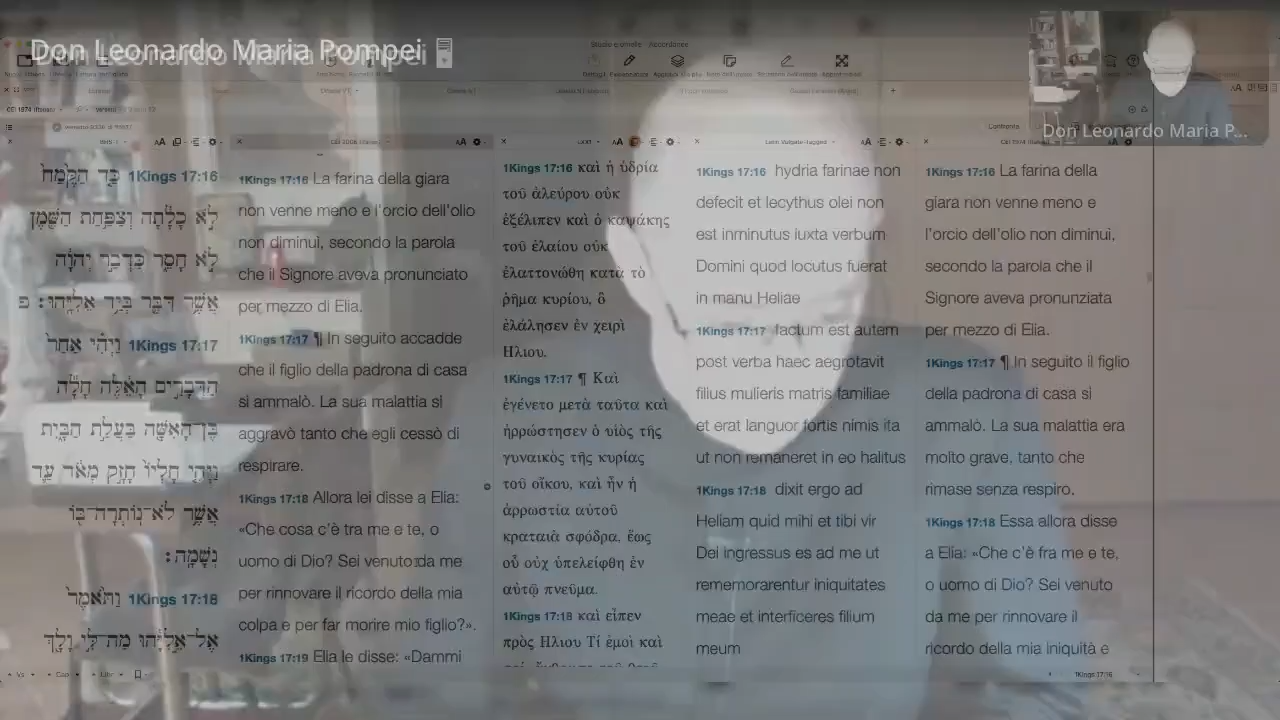 Don Leonardo Maria Pompei
Don Leonardo Maria P...
1Kings 17:16 כַּ֤ד הַקֶּ֙מַח֙
לֹ֣א כָלָ֔תָה וְצַפַּ֥חַת הַשֶּׁ֖מֶן
לֹ֣א חָסֵ֑ר כִּדְבַ֣ר יְהוָ֔ה
אֲשֶׁ֥ר דִּבֶּ֖ר בְּיַ֥ד אֵלִיָּֽהוּ׃ פ
1Kings 17:17 וַיְהִ֗י אַחַר֙
הַדְּבָרִ֣ים הָאֵ֔לֶּה חָלָ֕ה
בֶּן־הָאִשָּׁ֖ה בַּעֲלַ֣ת הַבָּ֑יִת
וַיְהִ֤י חָלְיוֹ֙ חָזָ֣ק מְאֹ֔ד עַ֛ד
אֲשֶׁ֥ר לֹא־נֽוֹתְרָה־בּ֖וֹ
נְשָׁמָֽה׃
1Kings 17:18 וַתֹּ֙אמֶר֙
אֶל־אֵ֣לִיָּ֔הוּ מַה־לִּ֥י וָלָ֖ךְ
1Kings 17:16 La farina della giara
non venne meno e l'orcio dell'olio
non diminuì, secondo la parola
che il Signore aveva pronunciato
per mezzo di Elia.
1Kings 17:17 ¶ In seguito accadde
che il figlio della padrona di casa
si ammalò. La sua malattia si
aggravò tanto che egli cessò di
respirare.
1Kings 17:18 Allora lei disse a Elia:
«Che cosa c'è tra me e te, o
uomo di Dio? Sei venuto da me
per rinnovare il ricordo della mia
colpa e per far morire mio figlio?».
1Kings 17:19 Elia le disse: «Dammi
1Kings 17:16 καὶ ἡ ὑδρία
τοῦ ἀλεύρου οὐκ
ἐξέλιπεν καὶ ὁ καψάκης
τοῦ ἐλαίου οὐκ
ἐλαττονώθη κατὰ τὸ
ῥῆμα κυρίου, ὃ
ἐλάλησεν ἐν χειρὶ
Ηλιου.
1Kings 17:17 ¶ Καὶ
ἐγένετο μετὰ ταῦτα καὶ
ἠρρώστησεν ὁ υἱὸς τῆς
γυναικὸς τῆς κυρίας
τοῦ οἴκου, καὶ ἦν ἡ
ἀρρωστία αὐτοῦ
κραταιὰ σφόδρα, ἕως
οὗ οὐχ ὑπελείφθη ἐν
αὐτῷ πνεῦμα.
1Kings 17:18 καὶ εἶπεν
πρὸς Ηλιου Τί ἐμοὶ καὶ
1Kings 17:16 hydria farinae non
defecit et lecythus olei non
est inminutus iuxta verbum
Domini quod locutus fuerat
in manu Heliae
1Kings 17:17 factum est autem
post verba haec aegrotavit
filius mulieris matris familiae
et erat languor fortis nimis ita
ut non remaneret in eo halitus
1Kings 17:18 dixit ergo ad
Heliam quid mihi et tibi vir
Dei ingressus es ad me ut
rememorarentur iniquitates
meae et interficeres filium
meum
1Kings 17:16 La farina della
giara non venne meno e
l'orcio dell'olio non diminuì,
secondo la parola che il
Signore aveva pronunziata
per mezzo di Elia.
1Kings 17:17 ¶ In seguito il figlio
della padrona di casa si
ammalò. La sua malattia era
molto grave, tanto che
rimase senza respiro.
1Kings 17:18 Essa allora disse
a Elia: «Che c'è fra me e te,
o uomo di Dio? Sei venuto
da me per rinnovare il
ricordo della mia iniquità e
1Kings 17:16